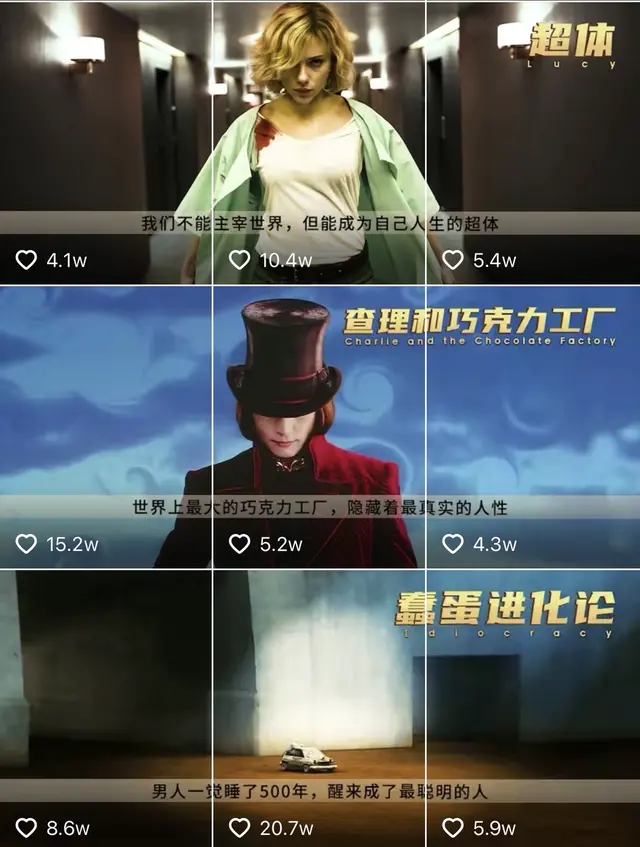 超体
Lucy
我们不能主宰世界，但能成为自己人生的超体
4.1w
10.4w
5.4w
查理和巧克力工厂
Charlie and the Chocolate Factory
世界上最大的巧克力工厂，隐藏着最真实的人性
15.2w
5.2w
4.3w
蠢蛋进化论
Idiocracy
男人一觉睡了500年，醒来成了最聪明的人
8.6w
20.7w
5.9w